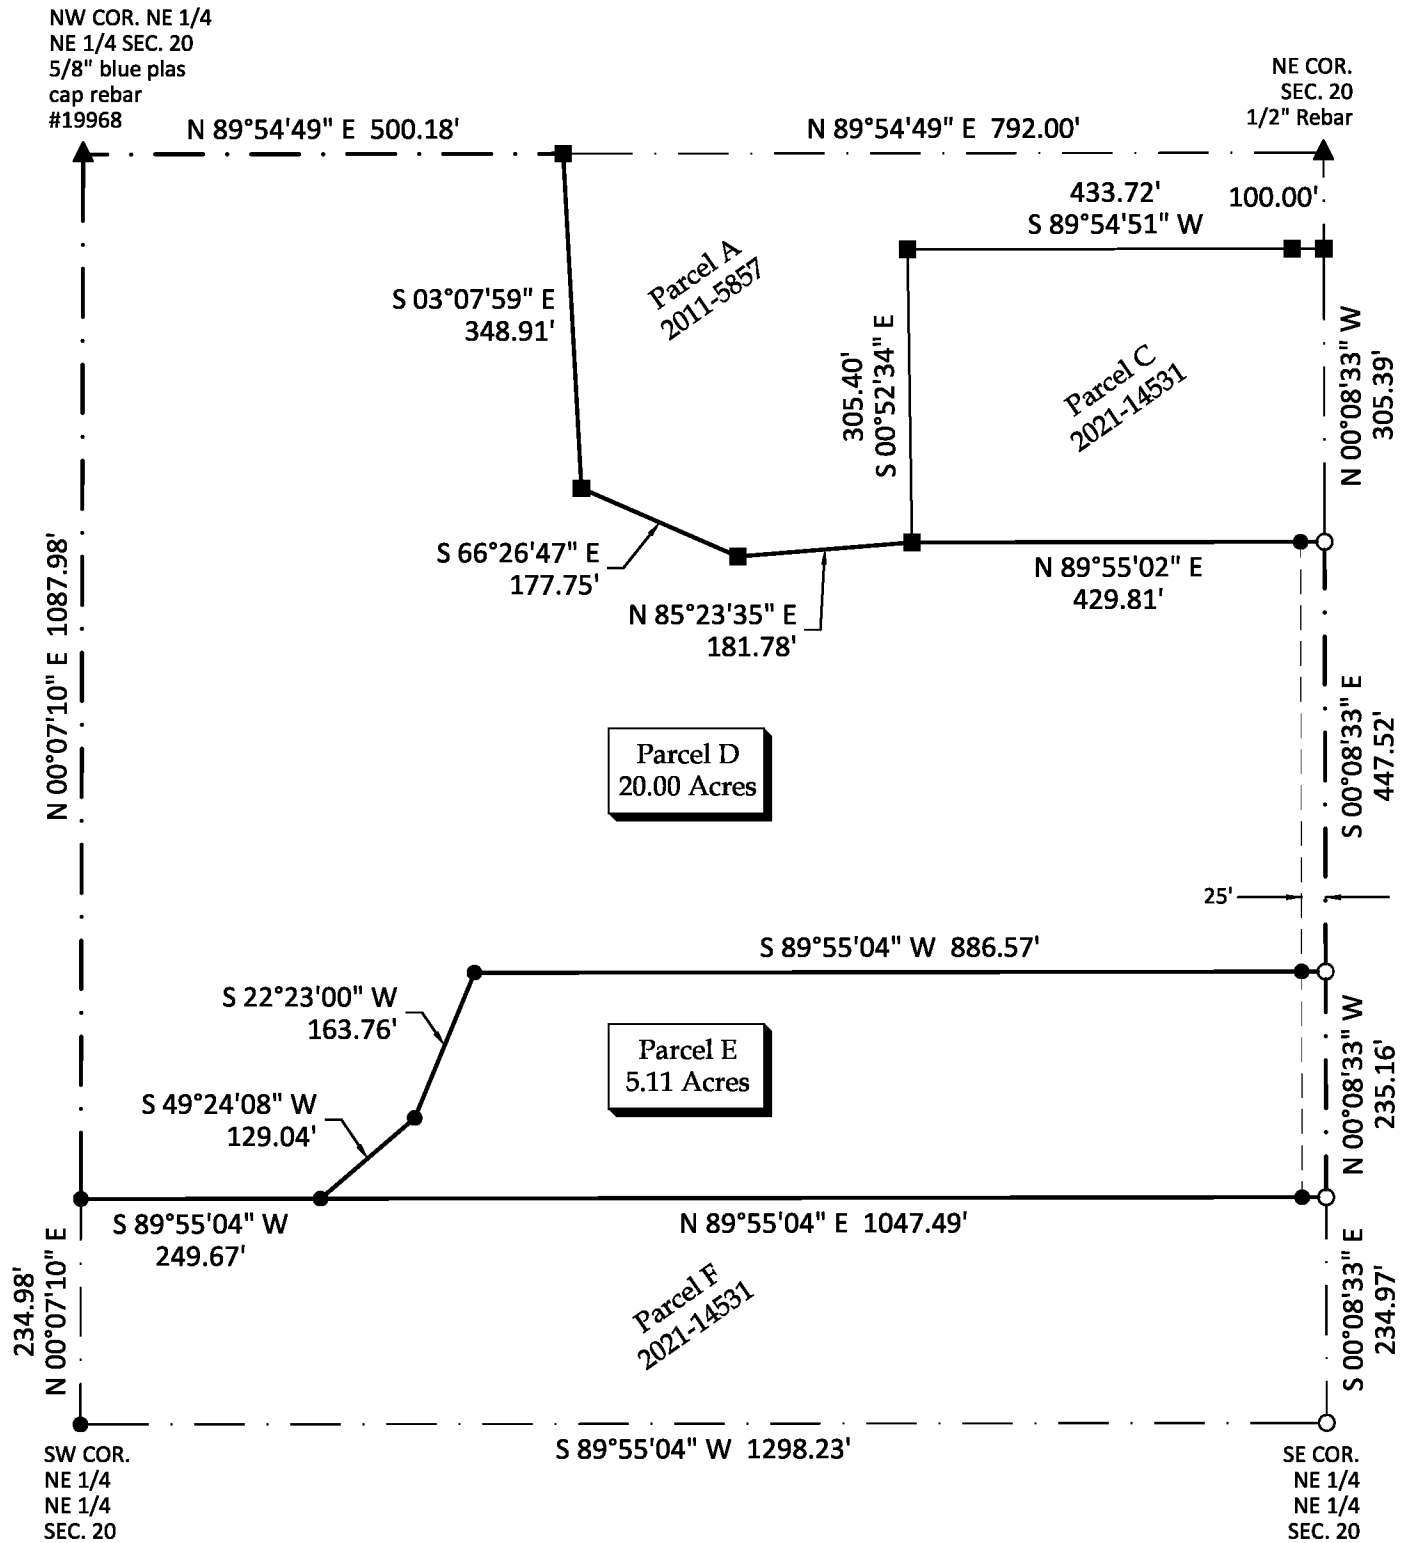 NW COR. NE 1/4
NE 1/4 SEC. 20
5/8" blue plas
cap rebar
#19968
NE COR.
SEC. 20
1/2" Rebar
N 89°54'49" E 500.18'
N 89°54'49" E 792.00'
433.72'
S 89°54'51" W
100.00'
Parcel A
2011-5857
S 03°07'59" E
348.91'
305.40'
S 00°52'34" E
Parcel C
2021-14531
N 00°08'33" W
305.39'
S 66°26'47" E
177.75'
N 85°23'35" E
181.78'
N 89°55'02" E
429.81'
N 00°07'10" E 1087.98'
Parcel D
20.00 Acres
S 00°08'33" E
447.52'
25'
S 89°55'04" W 886.57'
S 22°23'00" W
163.76'
Parcel E
5.11 Acres
N 00°08'33" W
235.16'
S 49°24'08" W
129.04'
S 89°55'04" W
249.67'
N 89°55'04" E 1047.49'
234.98'
N 00°07'10" E
Parcel F
2021-14531
S 00°08'33" E
234.97'
S 89°55'04" W 1298.23'
SW COR.
NE 1/4
NE 1/4
SEC. 20
SE COR.
NE 1/4
NE 1/4
SEC. 20